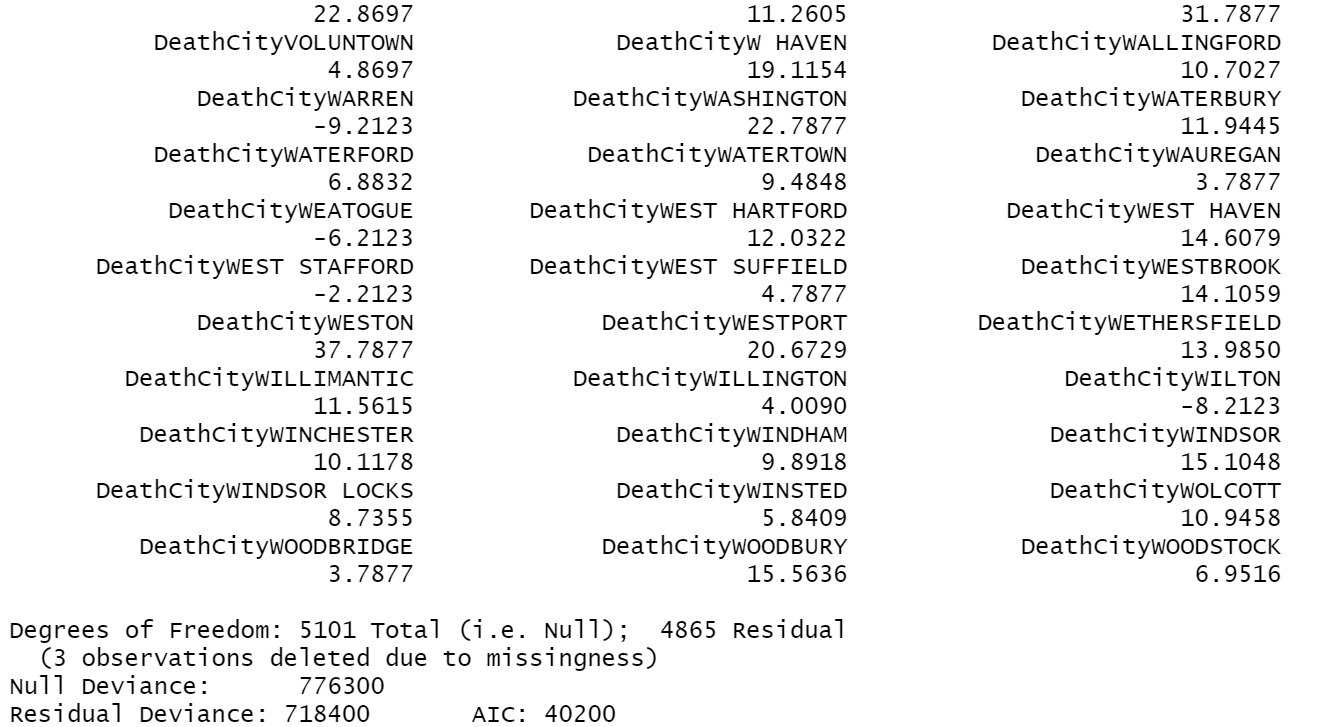 22.8697 11.2605 31.7877
DeathCityVOLUNTOWN DeathCityW HAVEN DeathCityWALLINGFORD
4.8697 19.1154 10.7027
DeathCityWARREN DeathCityWASHINGTON DeathCityWATERBURY
-9.2123 22.7877 11.9445
DeathCityWATERFORD DeathCityWATERTOWN DeathCityWAUREGAN
6.8832 9.4848 3.7877
DeathCityWEATOGUE DeathCityWEST HARTFORD DeathCityWEST HAVEN
-6.2123 12.0322 14.6079
DeathCityWEST STAFFORD DeathCityWEST SUFFIELD DeathCityWESTBROOK
-2.2123 4.7877 14.1059
DeathCityWESTON DeathCityWESTPORT DeathCityWETHERSFIELD
37.7877 20.6729 13.9850
DeathCityWILLIMANTIC DeathCityWILLINGTON DeathCityWILTON
11.5615 4.0090 -8.2123
DeathCityWINCHESTER DeathCityWINDHAM DeathCityWINDSOR
10.1178 9.8918 15.1048
DeathCityWINDSOR LOCKS DeathCityWINSTED DeathCityWOLCOTT
8.7355 5.8409 10.9458
DeathCityWOODBRIDGE DeathCityWOODBURY DeathCityWOODSTOCK
3.7877 15.5636 6.9516
Degrees of Freedom: 5101 Total (i.e. Null); 4865 Residual
(3 observations deleted due to missingness)
Null Deviance: 776300
Residual Deviance: 718400 AIC: 40200